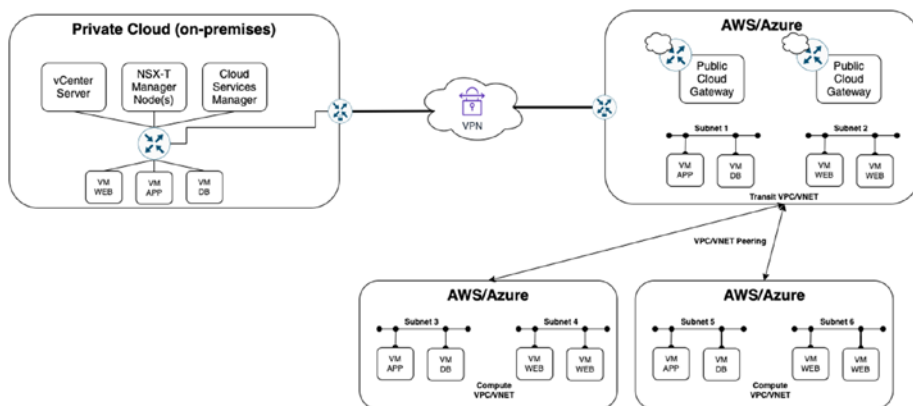 Private Cloud (on-premises)
vCenter
Server
NSX-T
Manager
Node(s)
Cloud
Services
Manager
VM
WEB
VM
APP
VM
DB
VPN
AWS/Azure
Public
Cloud
Gateway
Public
Cloud
Gateway
Subnet 1
Subnet 2
VM
APP
VM
DB
VM
WEB
VM
WEB
Transit VPC/VNET
VPC/VNET Peering
AWS/Azure
Subnet 3
Subnet 4
VM
APP
VM
DB
VM
WEB
VM
WEB
Compute
VPC/VNET
AWS/Azure
Subnet 5
Subnet 6
VM
APP
VM
DB
VM
WEB
VM
WEB
Compute
VPC/VNET